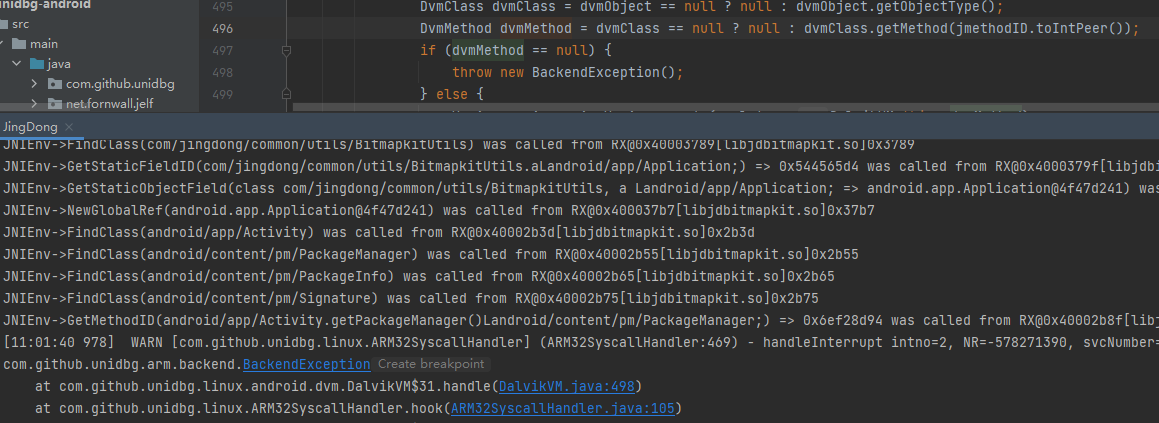 unidbg-android
src
main
java
com.github.unidbg
net.fornwall.jelf
495 DvmClass dvmClass = dvmObject == null ? null : dvmObject.getObjectType();
496 DvmMethod dvmMethod = dvmClass == null ? null : dvmClass.getMethod(jmethodID.toIntPeer());
497 if (dvmMethod == null) {
498 throw new BackendException();
499 } else {
JingDong ×
JNIEnv->FindClass(com/jingdong/common/utils/BitmapkitUtils) was called from RX@0x40003789[libjdbitmapkit.so]0x3789
JNIEnv->GetStaticFieldID(com/jingdong/common/utils/BitmapkitUtils.aLandroid/app/Application;) => 0x544565d4 was called from RX@0x4000379f[libjdbi
JNIEnv->GetStaticObjectField(class com/jingdong/common/utils/BitmapkitUtils, a Landroid/app/Application; => android.app.Application@4f47d241) was
JNIEnv->NewGlobalRef(android.app.Application@4f47d241) was called from RX@0x400037b7[libjdbitmapkit.so]0x37b7
JNIEnv->FindClass(android/app/Activity) was called from RX@0x40002b3d[libjdbitmapkit.so]0x2b3d
JNIEnv->FindClass(android/content/pm/PackageManager) was called from RX@0x40002b55[libjdbitmapkit.so]0x2b55
JNIEnv->FindClass(android/content/pm/PackageInfo) was called from RX@0x40002b65[libjdbitmapkit.so]0x2b65
JNIEnv->FindClass(android/content/pm/Signature) was called from RX@0x40002b75[libjdbitmapkit.so]0x2b75
JNIEnv->GetMethodID(android/app/Activity.getPackageManager()Landroid/content/pm/PackageManager;) => 0x6ef28d94 was called from RX@0x40002b8f[libj
[11:01:40 978]  WARN [com.github.unidbg.linux.ARM32SyscallHandler] (ARM32SyscallHandler:469) - handleInterrupt intno=2, NR=-578271390, svcNumber=
com.github.unidbg.arm.backend.BackendException Create breakpoint
at com.github.unidbg.linux.android.dvm.DalvikVM$31.handle(DalvikVM.java:498)
at com.github.unidbg.linux.ARM32SyscallHandler.hook(ARM32SyscallHandler.java:105)